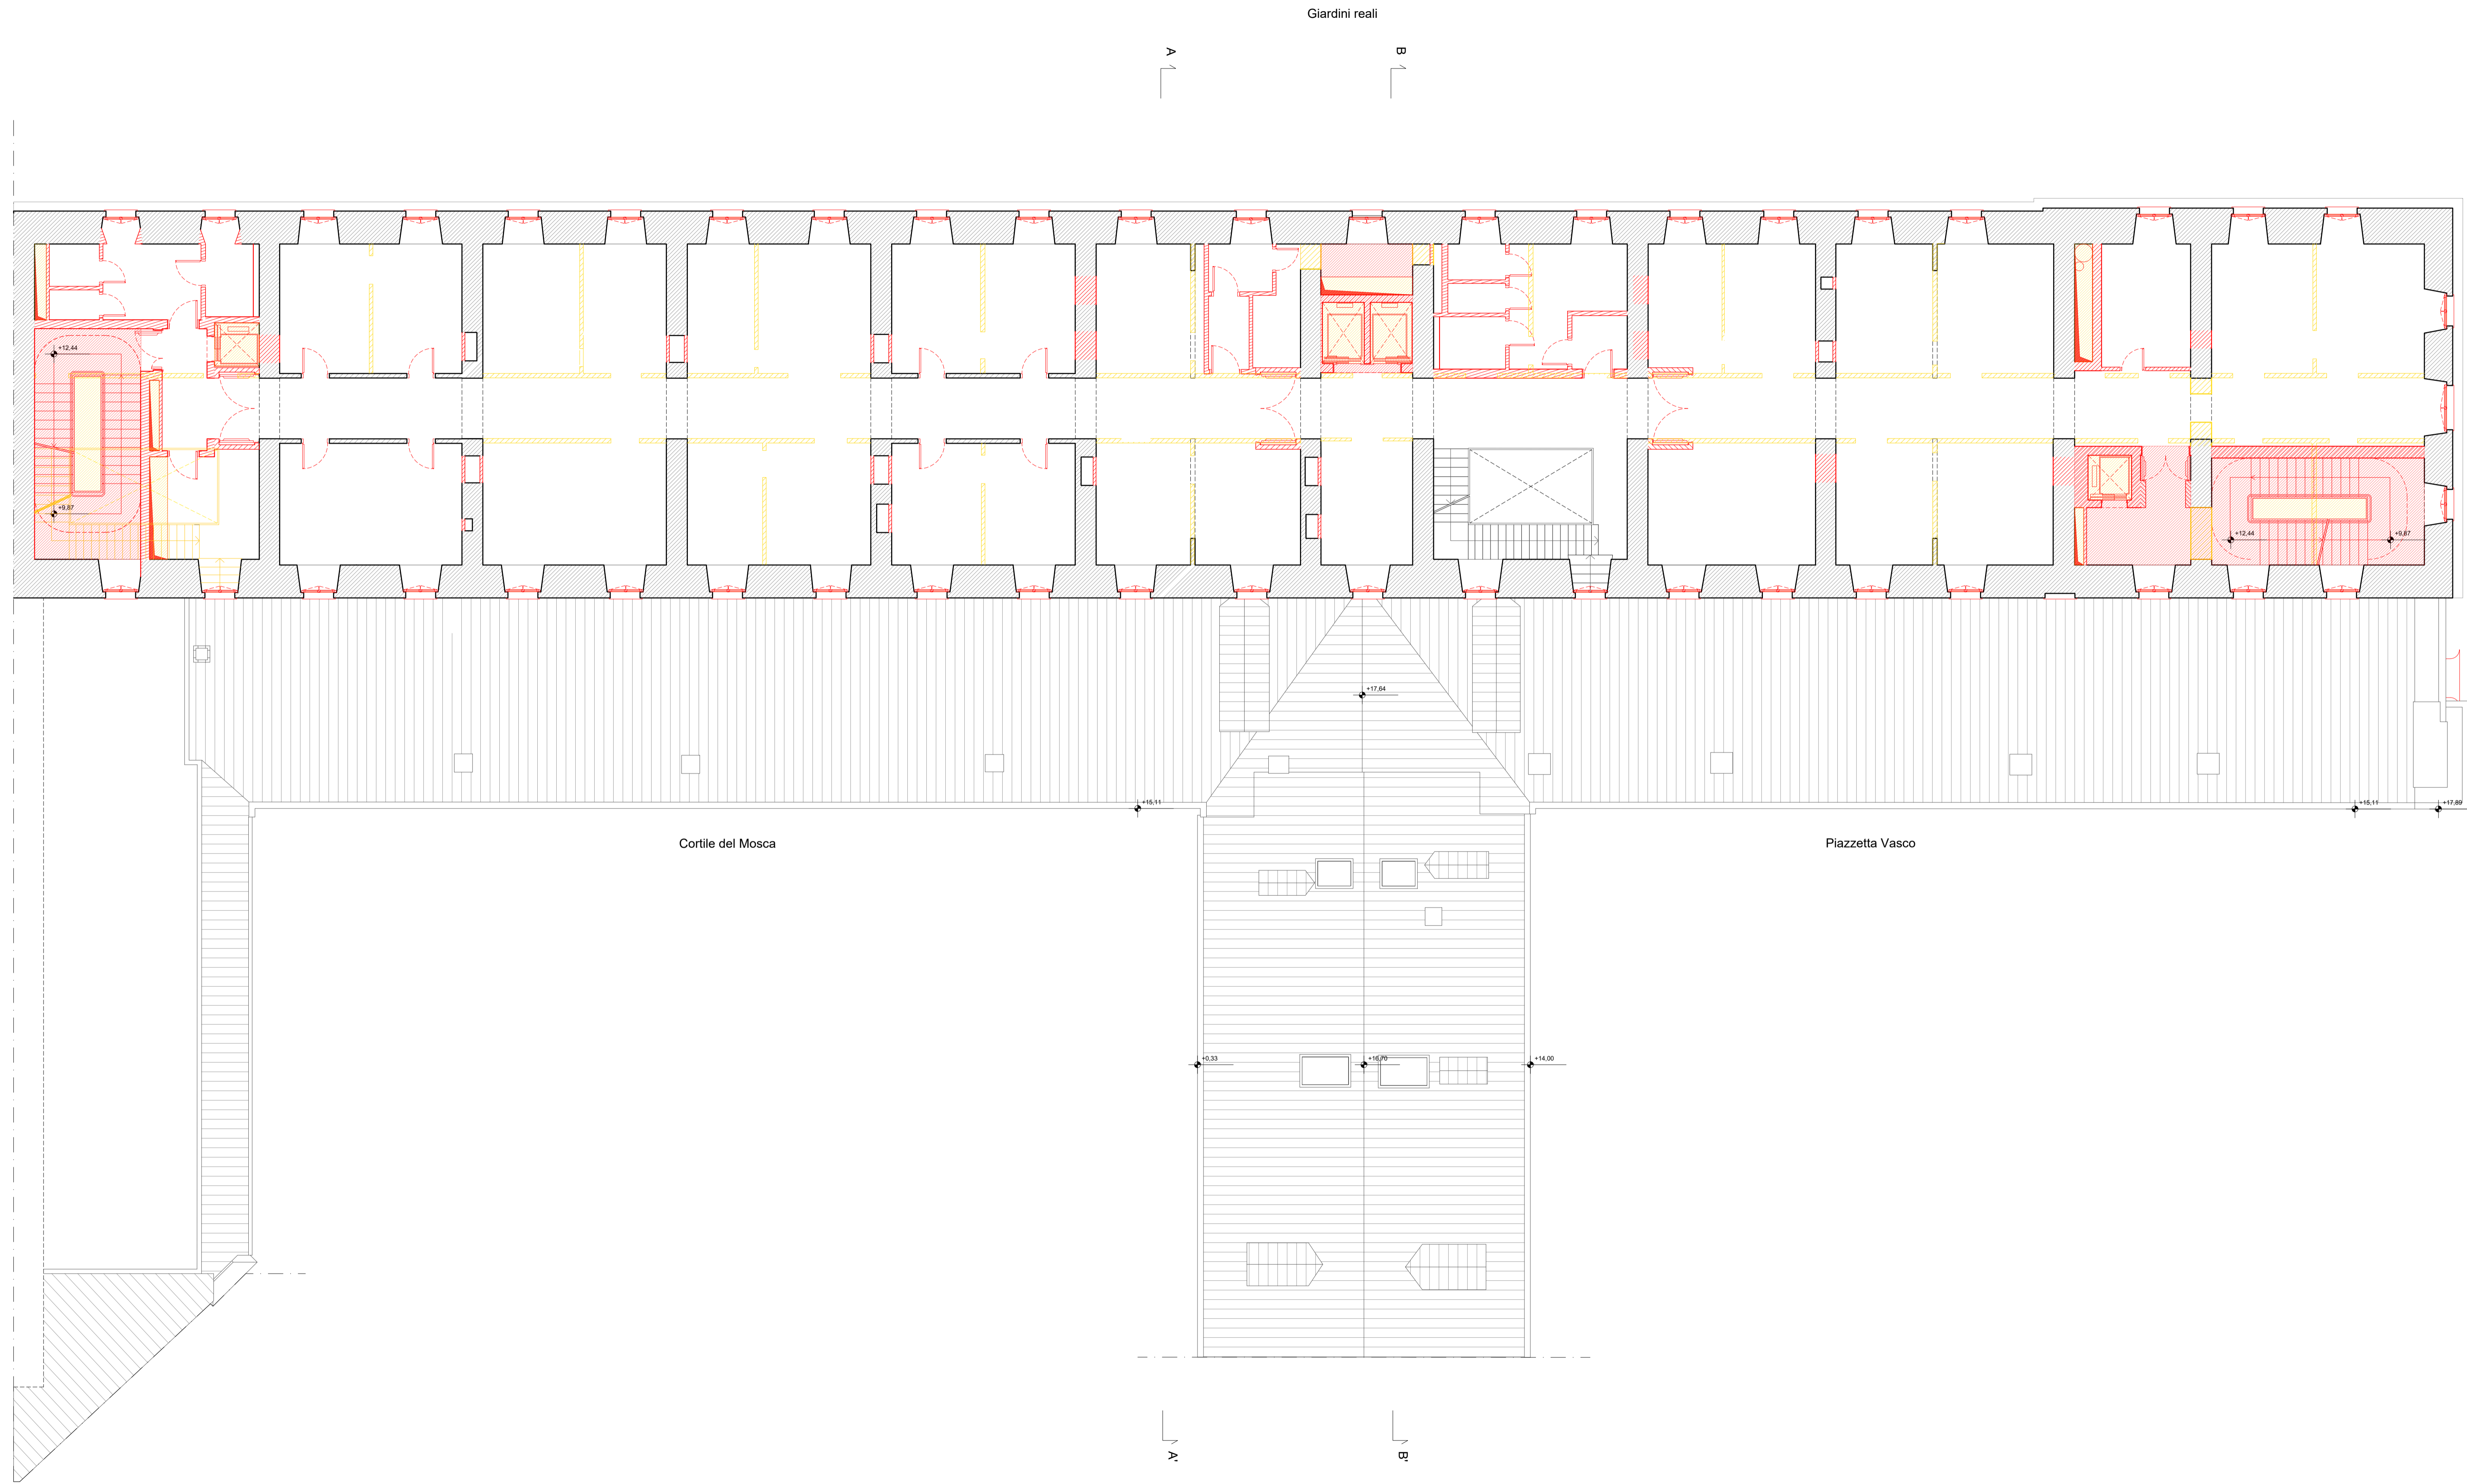 Giardini reali
A
B
+12,44
+9,87
+12,44
+9,87
+17,64
+15,11
+15,11
+17,89
Cortile del Mosca
Piazzetta Vasco
+0,33
+16,70
+14,00
A'
B'